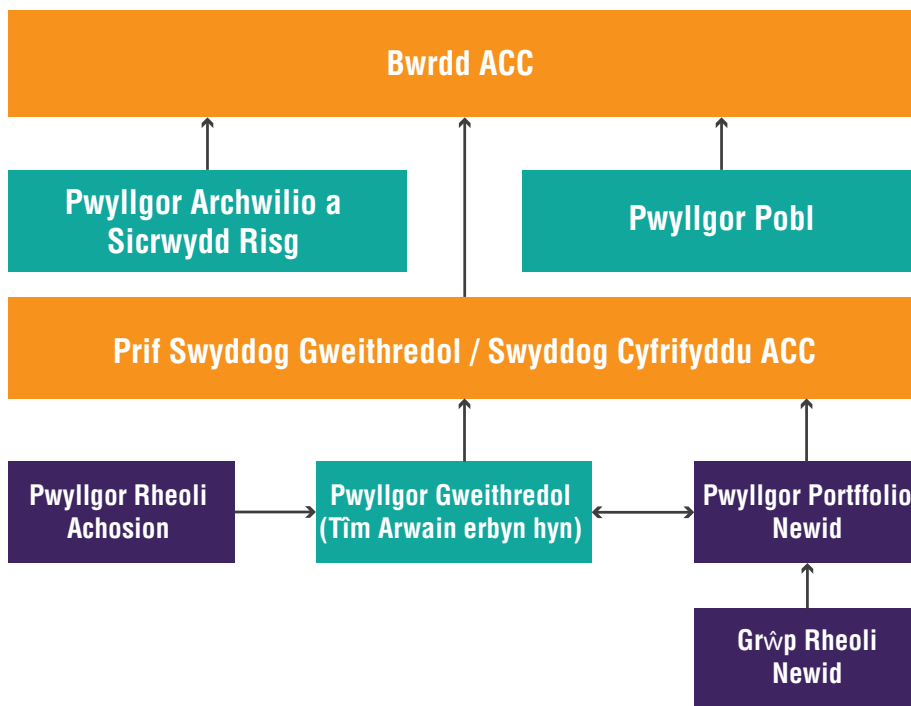 Bwrdd ACC
Pwyllgor Archwilio a
Sicrwydd Risg
Pwyllgor Pobl
Prif Swyddog Gweithredol / Swyddog Cyfrifyddu ACC
Pwyllgor Rheoli
Achosion
Pwyllgor Gweithredol
(Tîm Arwain erbyn hyn)
Pwyllgor Portffolio
Newid
Grŵp Rheoli
Newid